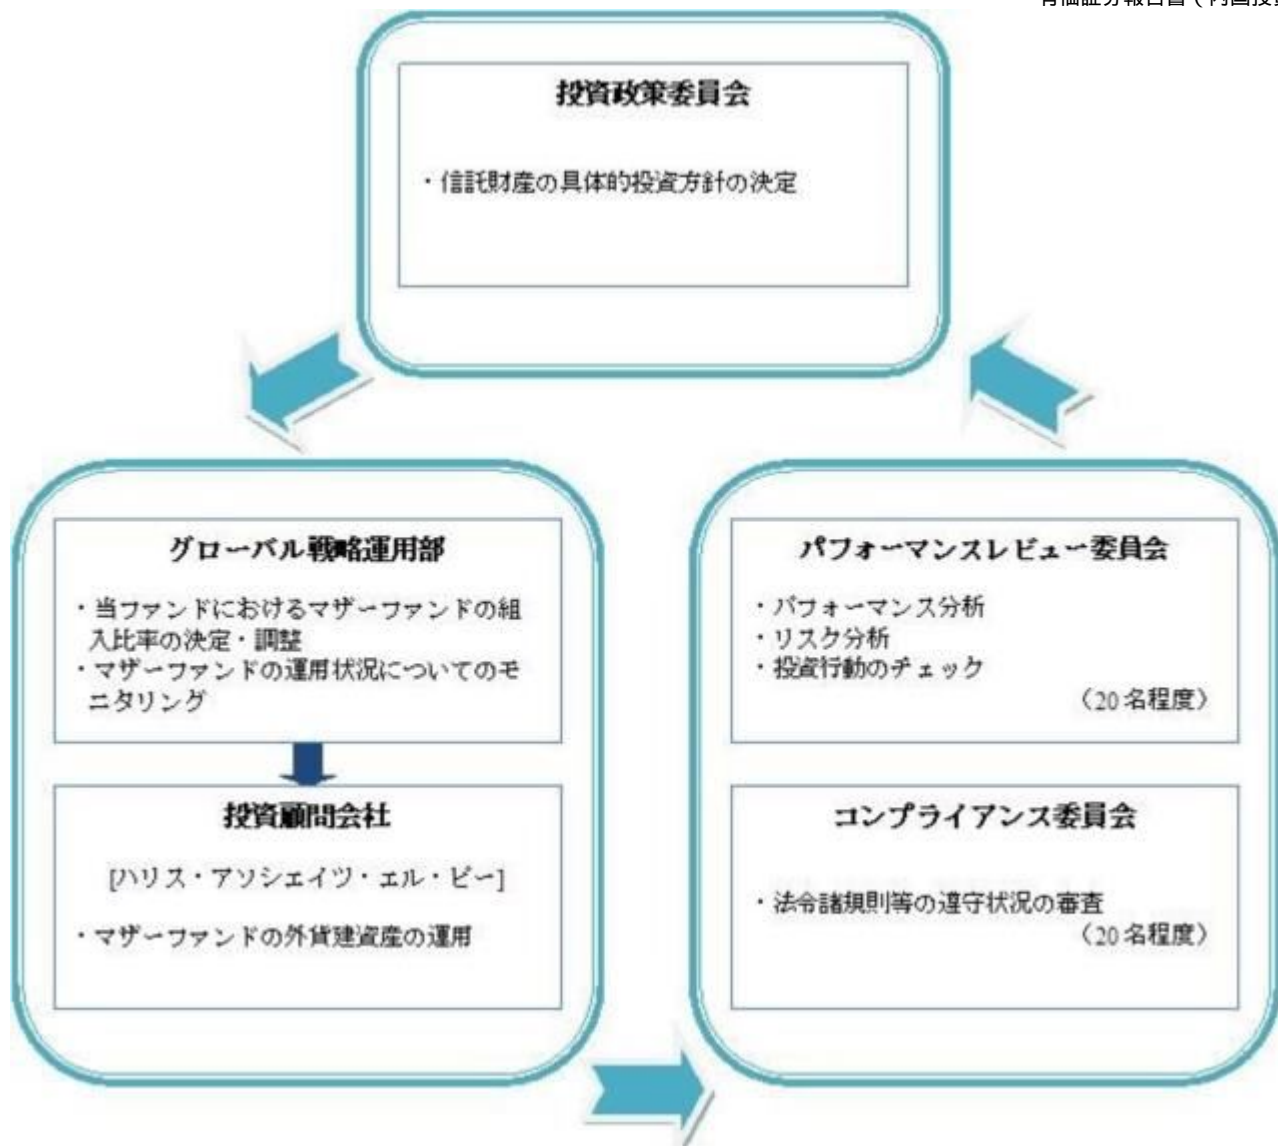 投資政策委員会
・信託財産の具体的投資方針の決定
グローバル戦略運用部
・当ファンドにおけるマザーファンドの組
入比率の決定・調整
・マザーファンドの運用状況についてのモ
ニタリング
投資顧問会社
[ハリス・アソシェイツ・エル・ピー]
・マザーファンドの外貨建資産の運用
パフォーマンスレビュー委員会
・パフォーマンス分析
・リスク分析
・投資行動のチェック
（20名程度）
コンプライアンス委員会
・法令諸規則等の遵守状況の審査
（20名程度）